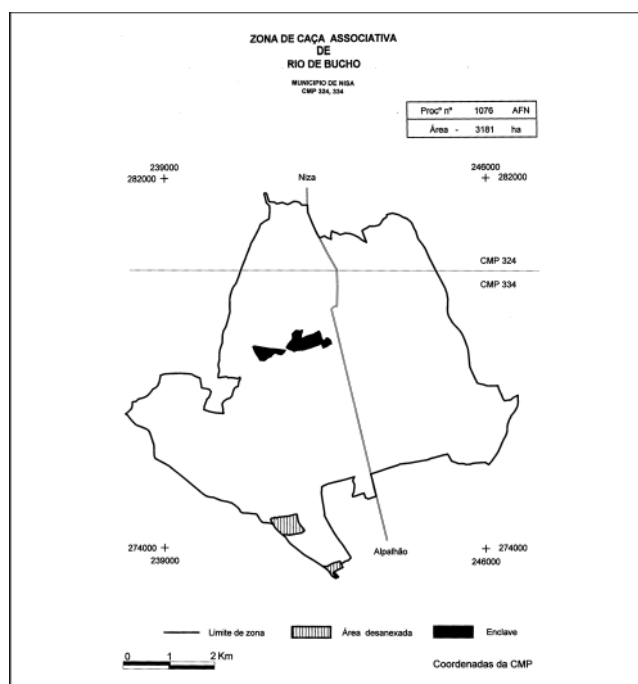 ZONA DE CAÇA ASSOCIATIVA
DE
RIO DE BUCHO
MUNICIPIO DE NISA
CMP 324, 334
Procº nº 1076 AFN
Área - 3181 ha
239000
282000
Niza
246000
282000
CMP 324
CMP 334
274000
239000
Alpalhão
274000
246000
Limite de zona
Área desanexada
Enclave
0 1 2 Km
Coordenadas da CMP